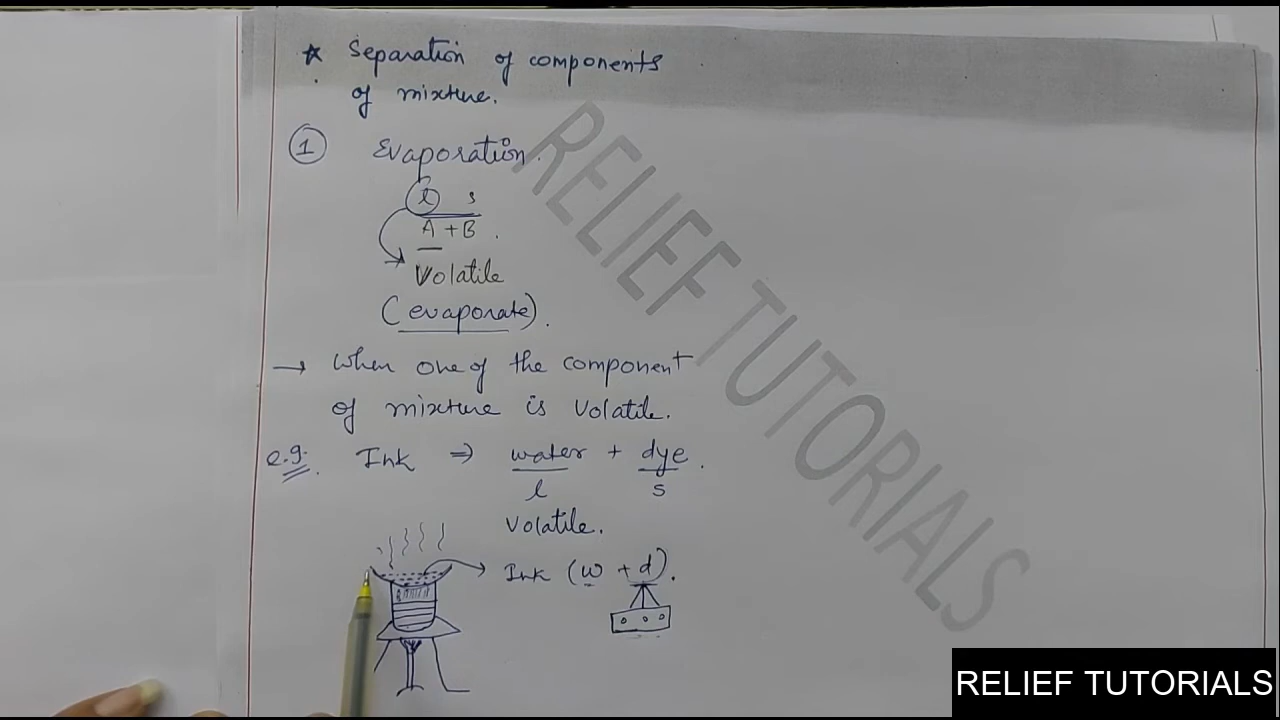 * Separation of components
of mixture.
1 Evaporation.
l s
A + B.
Volatile
(evaporate).
→ When one of the component
of mixture is Volatile.
e.g. Ink ⇒ water + dye.
l s
Volatile.
Ink (w + d).
RELIEF TUTORIALS
RELIEF TUTORIALS